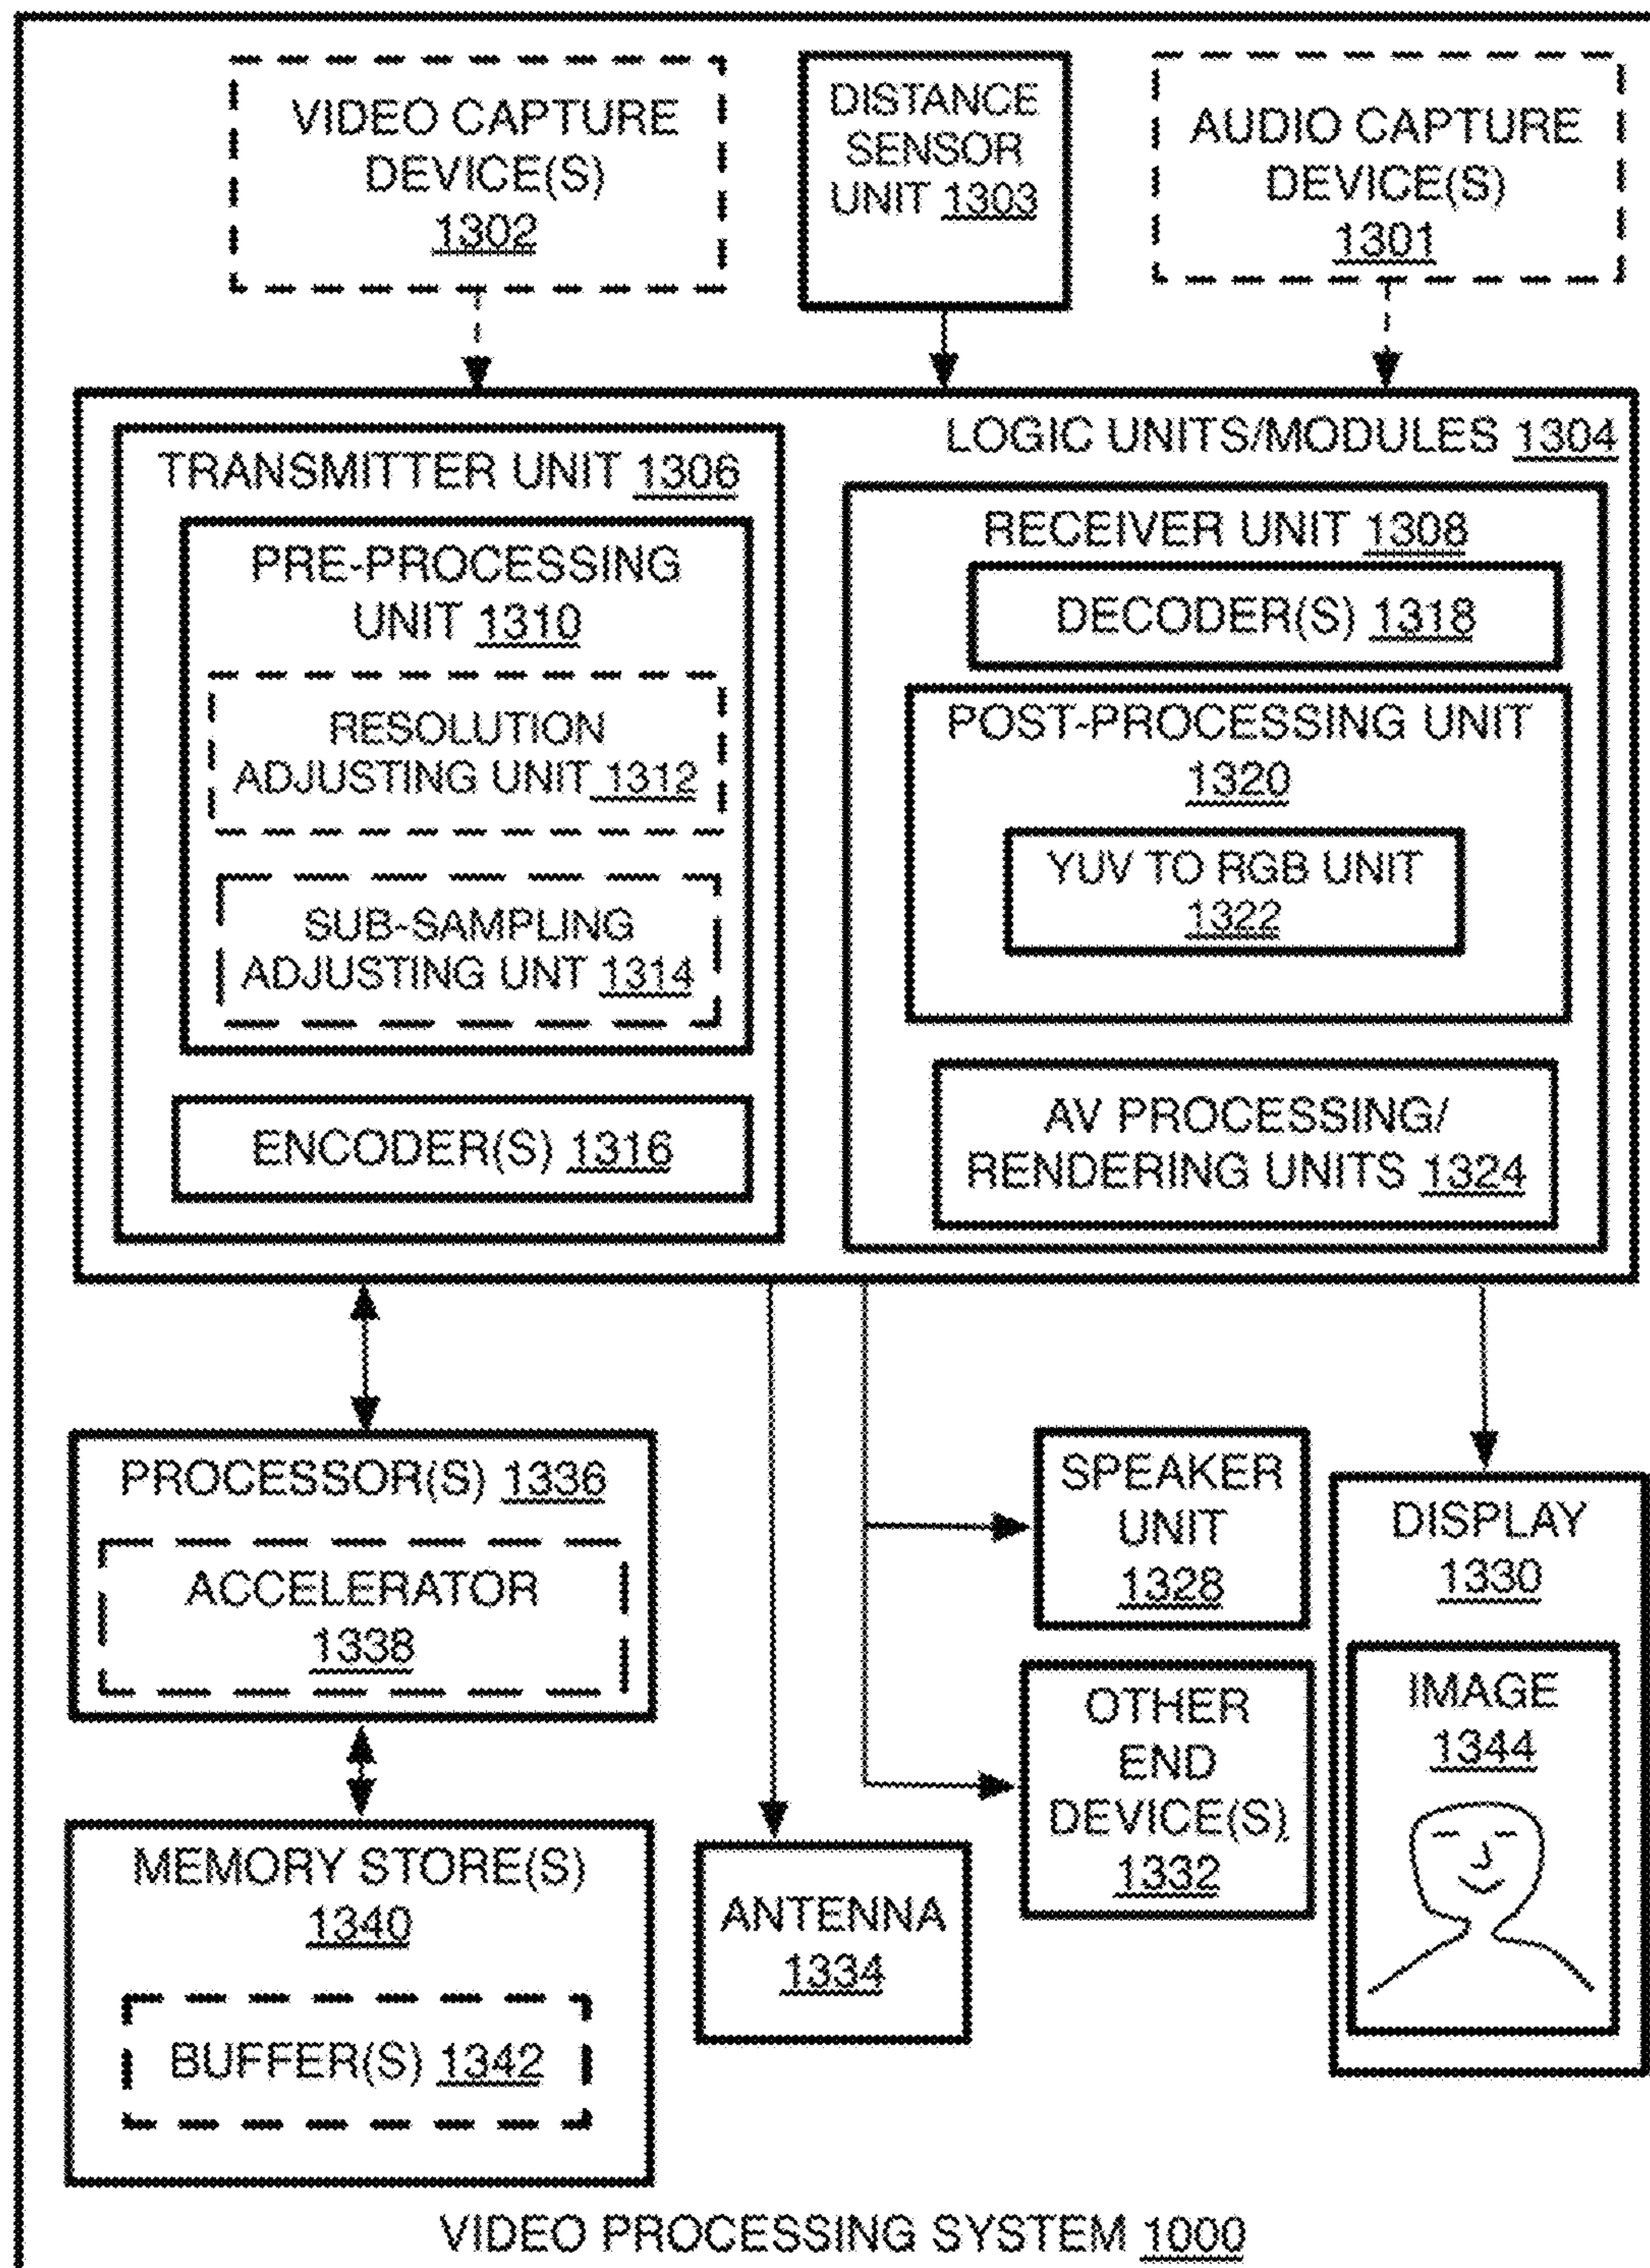 VIDEO CAPTURE
DEVICE(S)
1302
DISTANCE
SENSOR
UNIT 1303
AUDIO CAPTURE
DEVICE(S)
1301
LOGIC UNITS/MODULES 1304
TRANSMITTER UNIT 1306
PRE-PROCESSING
UNIT 1310
RESOLUTION
ADJUSTING UNIT 1312
SUB-SAMPLING
ADJUSTING UNT 1314
ENCODER(S) 1316
RECEIVER UNIT 1308
DECODER(S) 1318
POST-PROCESSING UNIT
1320
YUV TO RGB UNIT
1322
AV PROCESSING/
RENDERING UNITS 1324
PROCESSOR(S) 1336
ACCELERATOR
1338
MEMORY STORE(S)
1340
BUFFER(S) 1342
ANTENNA
1334
SPEAKER
UNIT
1328
OTHER
END
DEVICE(S)
1332
DISPLAY
1330
IMAGE
1344
VIDEO PROCESSING SYSTEM 1000